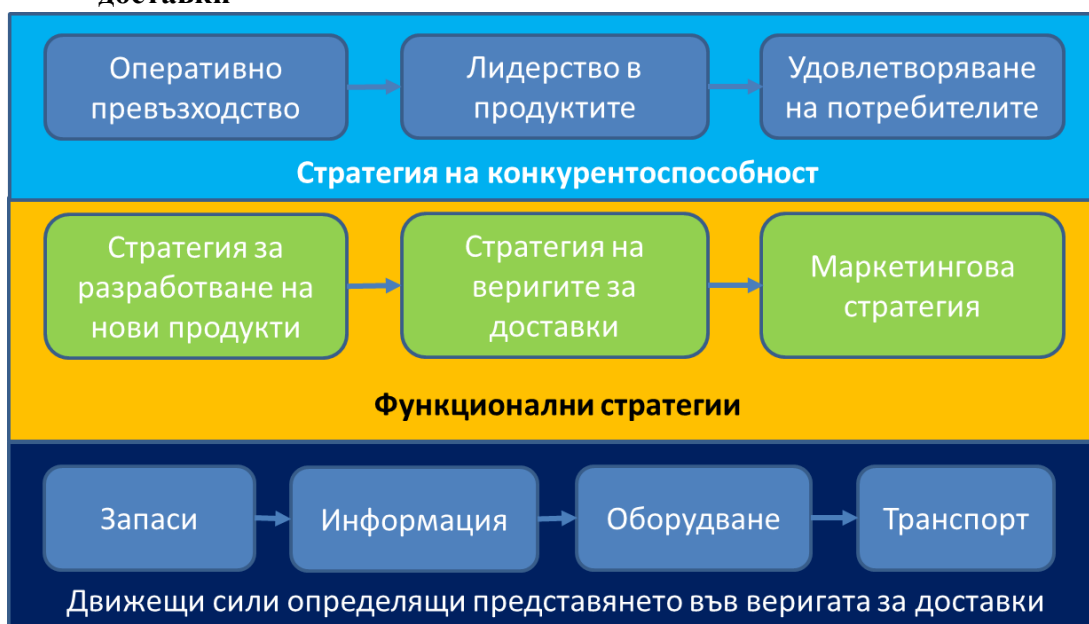 доставки
Оперативно
превъзходство
Лидерство в
продуктите
Удовлетворяване
на потребителите
Стратегия на конкурентоспособност
Стратегия за
разработване на
нови продукти
Стратегия на
веригите за
доставки
Маркетингова
стратегия
Функционални стратегии
Запаси
Информация
Оборудване
Транспорт
Движещи сили определящи представянето във веригата за доставки